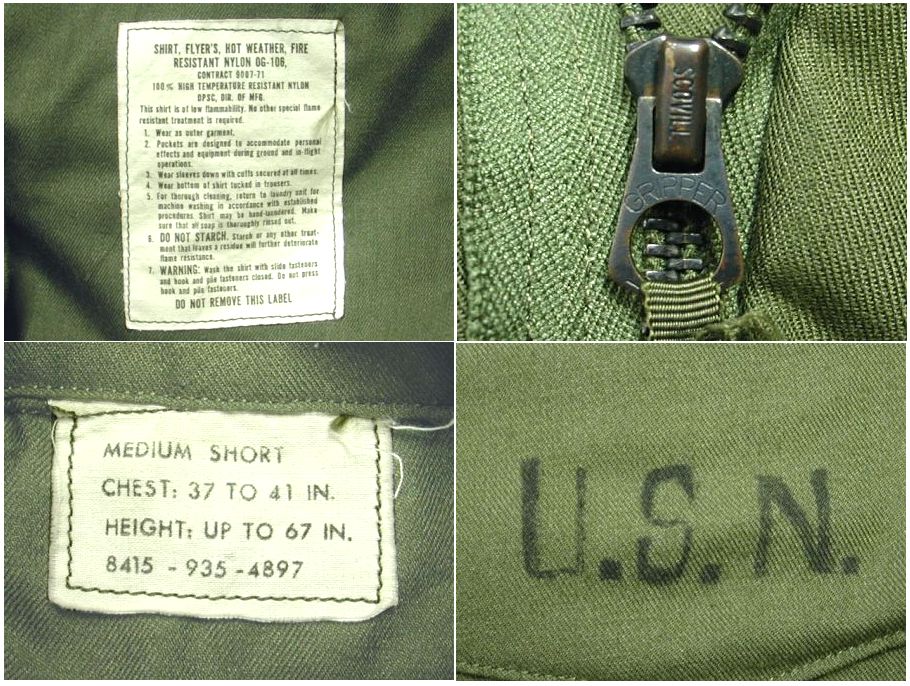 SHIRT, FLYER'S, HOT WEATHER, FIRE
RESISTANT NYLON OG-106,
CONTRACT 9007-71
100% HIGH TEMPERATURE RESISTANT NYLON
DPSC, DIR. OF MFG.
This shirt is of low flammability. No other special flame
resistant treatment is required.
1. Wear as outer garment.
2. Pockets are designed to accommodate personal
effects and equipment during ground and in-flight
operations.
3. Wear sleeves down with cuffs secured at all times.
4. Wear bottom of shirt tucked in trousers.
5. For thorough cleaning, return to laundry unit for
machine washing in accordance with established
procedures. Shirt may be hand-laundered. Make
sure that all soap is thoroughly rinsed out.
6. DO NOT STARCH. Starch or any other treat-
ment that leaves a residue will further deteriorate
flame resistance.
7. WARNING: Wash the shirt with slide fasteners
and hook and pile fasteners closed. Do not press
hook and pile fasteners.
DO NOT REMOVE THIS LABEL
SCOVILL
GRIPPER
MEDIUM SHORT
CHEST: 37 TO 41 IN.
HEIGHT: UP TO 67 IN.
8415 - 935 - 4897
U.S.N.